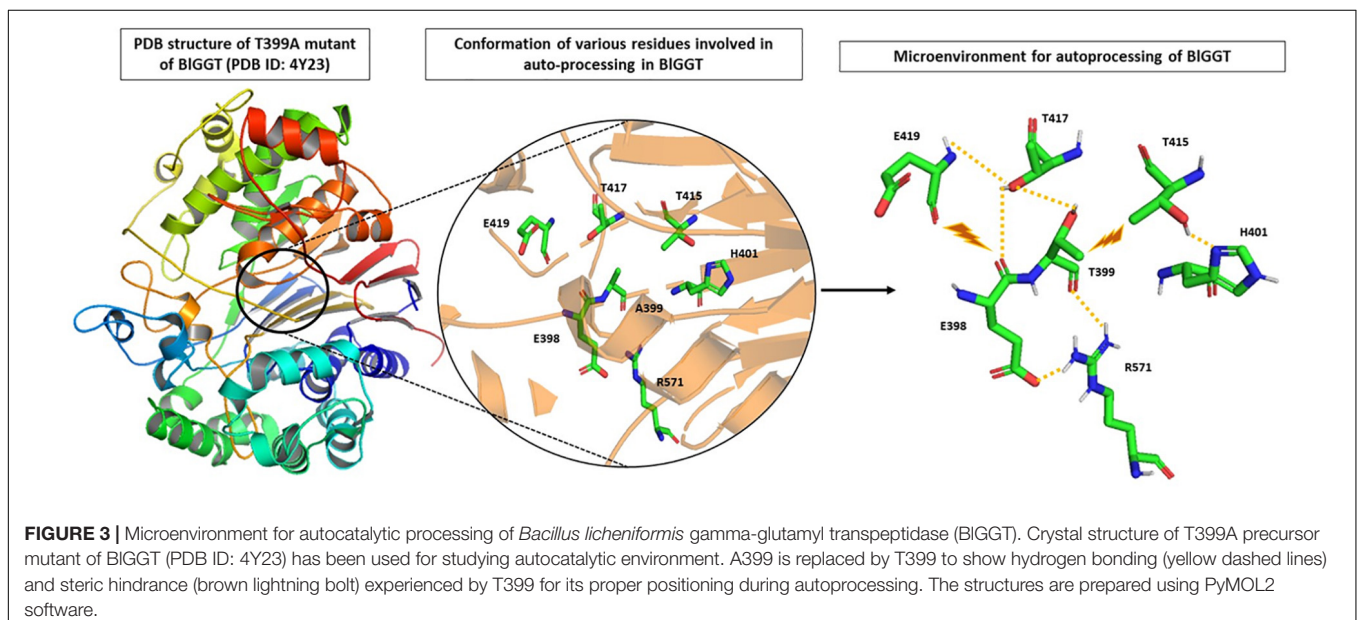 PDB structure of T399A mutant
of BlGGT (PDB ID: 4Y23)
Conformation of various residues involved in
auto-processing in BlGGT
Microenvironment for autoprocessing of BlGGT
E419
T417
T415
H401
A399
E398
R571
E419
T417
T415
H401
T399
E398
R571
FIGURE 3 | Microenvironment for autocatalytic processing of Bacillus licheniformis gamma-glutamyl transpeptidase (BlGGT). Crystal structure of T399A precursor
mutant of BlGGT (PDB ID: 4Y23) has been used for studying autocatalytic environment. A399 is replaced by T399 to show hydrogen bonding (yellow dashed lines)
and steric hindrance (brown lightning bolt) experienced by T399 for its proper positioning during autoprocessing. The structures are prepared using PyMOL2
software.